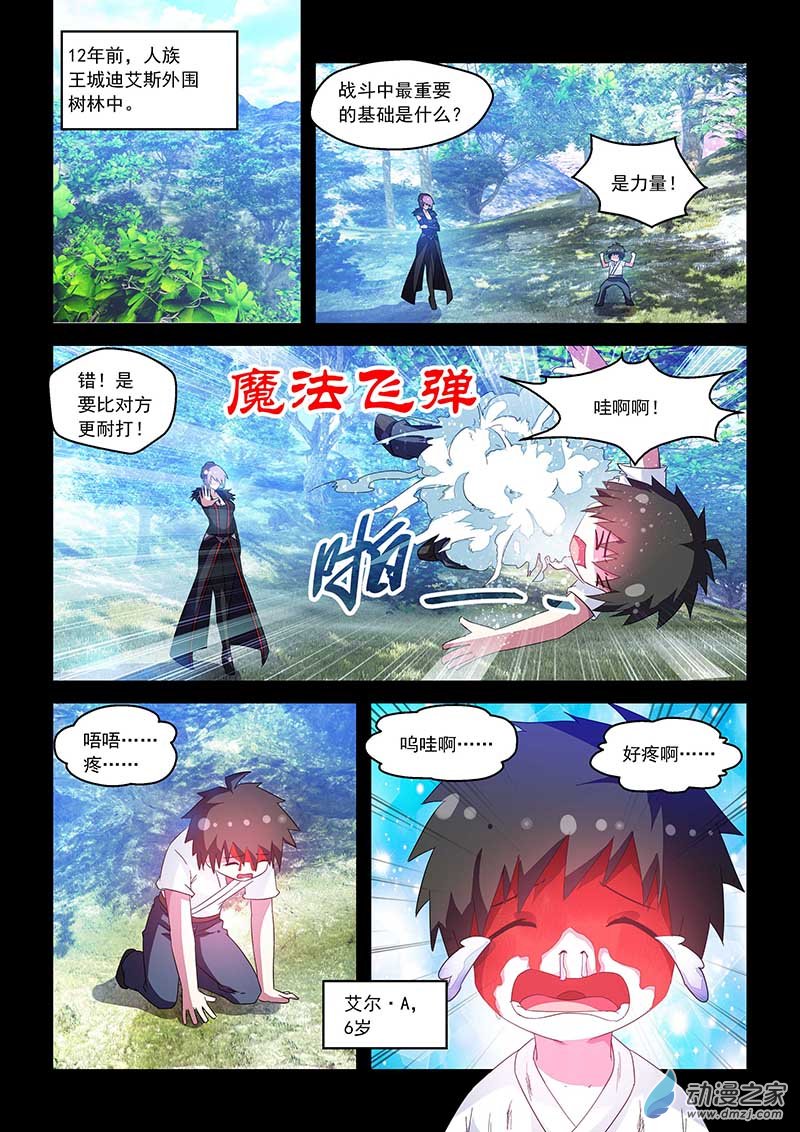 12年前，人族
王城迪艾斯外围
树林中。
战斗中最重要
的基础是什么？
是力量！
错！是
要比对方
更耐打！
魔法飞弹
哇啊啊！
啪——
唔唔……
疼……
呜哇啊……
好疼啊……
艾尔·A，
6岁
动漫之家
www.dmzj.com